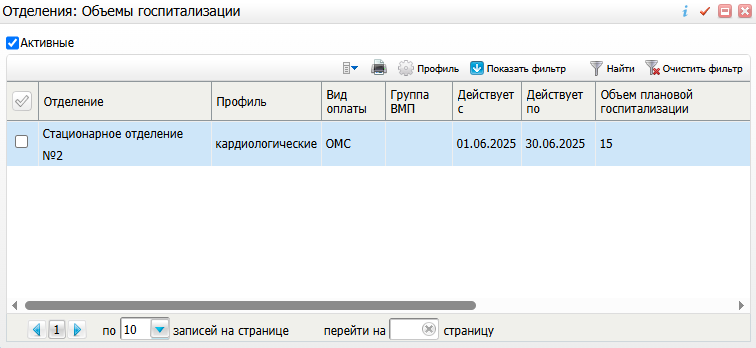 Отделения: Объемы госпитализации
Активные
Профиль Показать фильтр Найти Очистить фильтр
Отделение Профиль Вид оплаты Группа ВМП Действует с Действует по Объем плановой госпитализации
Стационарное отделение №2 кардиологические ОМС 01.06.2025 30.06.2025 15
1 по 10 записей на странице перейти на страницу